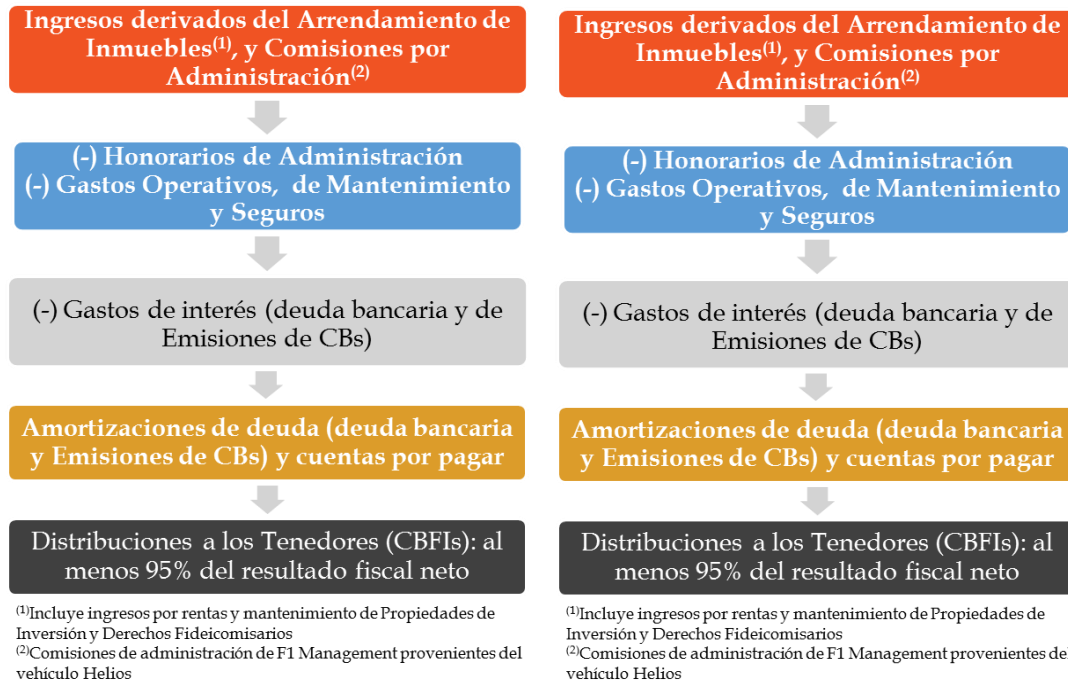 Ingresos derivados del Arrendamiento de
Inmuebles(1), y Comisiones por
Administración(2)
(-) Honorarios de Administración
(-) Gastos Operativos, de Mantenimiento
y Seguros
(-) Gastos de interés (deuda bancaria y de
Emisiones de CBs)
Amortizaciones de deuda (deuda bancaria
y Emisiones de CBs) y cuentas por pagar
Distribuciones a los Tenedores (CBFIs): al
menos 95% del resultado fiscal neto
(1)Incluye ingresos por rentas y mantenimiento de Propiedades de
Inversión y Derechos Fideicomisarios
(2)Comisiones de administración de F1 Management provenientes del
vehículo Helios
Ingresos derivados del Arrendamiento de
Inmuebles(1), y Comisiones por
Administración(2)
(-) Honorarios de Administración
(-) Gastos Operativos, de Mantenimiento
y Seguros
(-) Gastos de interés (deuda bancaria y de
Emisiones de CBs)
Amortizaciones de deuda (deuda bancaria
y Emisiones de CBs) y cuentas por pagar
Distribuciones a los Tenedores (CBFIs): al
menos 95% del resultado fiscal neto
(1)Incluye ingresos por rentas y mantenimiento de Propiedades de
Inversión y Derechos Fideicomisarios
(2)Comisiones de administración de F1 Management provenientes del
vehículo Helios